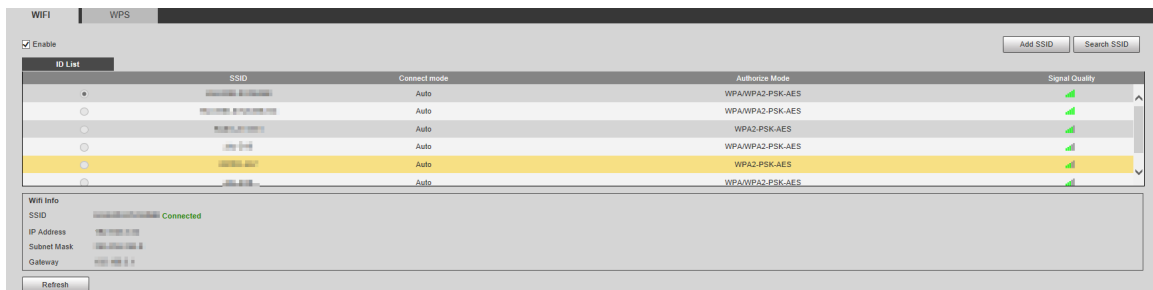 WIFI WPS
Enable Add SSID Search SSID
ID List
SSID Connect mode Authorize Mode Signal Quality
Auto WPA/WPA2-PSK-AES
Auto WPA/WPA2-PSK-AES
Auto WPA2-PSK-AES
Auto WPA/WPA2-PSK-AES
Auto WPA2-PSK-AES
Auto WPA/WPA2-PSK-AES
Wifi Info
SSID Connected
IP Address
Subnet Mask
Gateway
Refresh